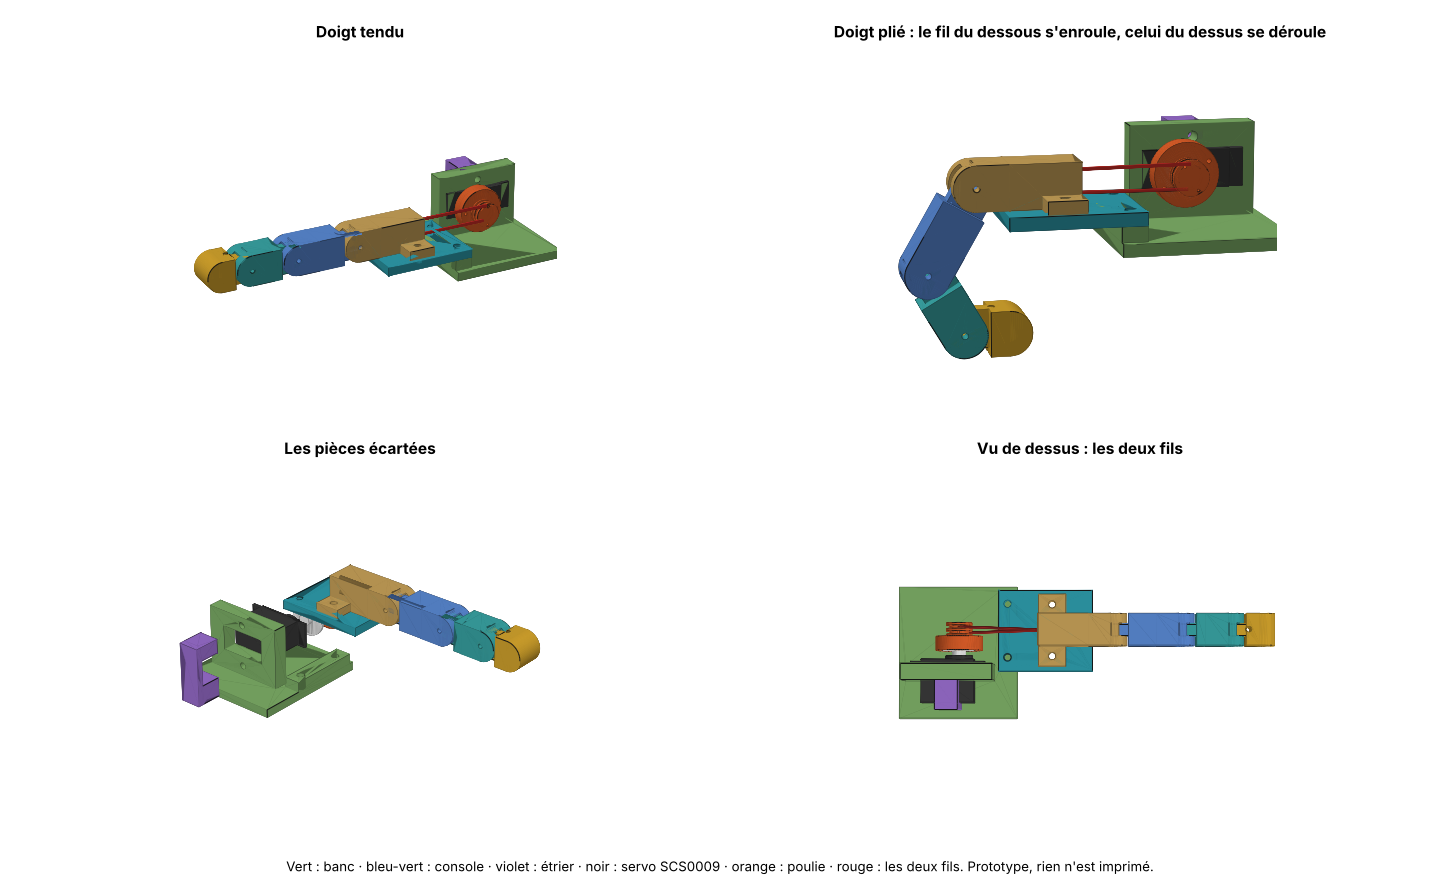 Doigt tendu
Doigt plié : le fil du dessous s'enroule, celui du dessus se déroule
Les pièces écartées
Vu de dessus : les deux fils
Vert : banc · bleu-vert : console · violet : étrier · noir : servo SCS0009 · orange : poulie · rouge : les deux fils. Prototype, rien n'est imprimé.